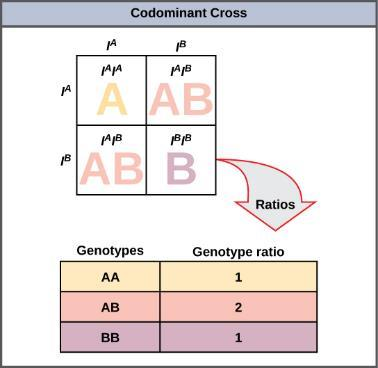 Codominant Cross
Iᴬ Iᴮ
Iᴬ IᴬIᴬ IᴬIᴮ
A AB
Iᴮ IᴬIᴮ IᴮIᴮ
AB B
Ratios
Genotypes Genotype ratio
AA 1
AB 2
BB 1